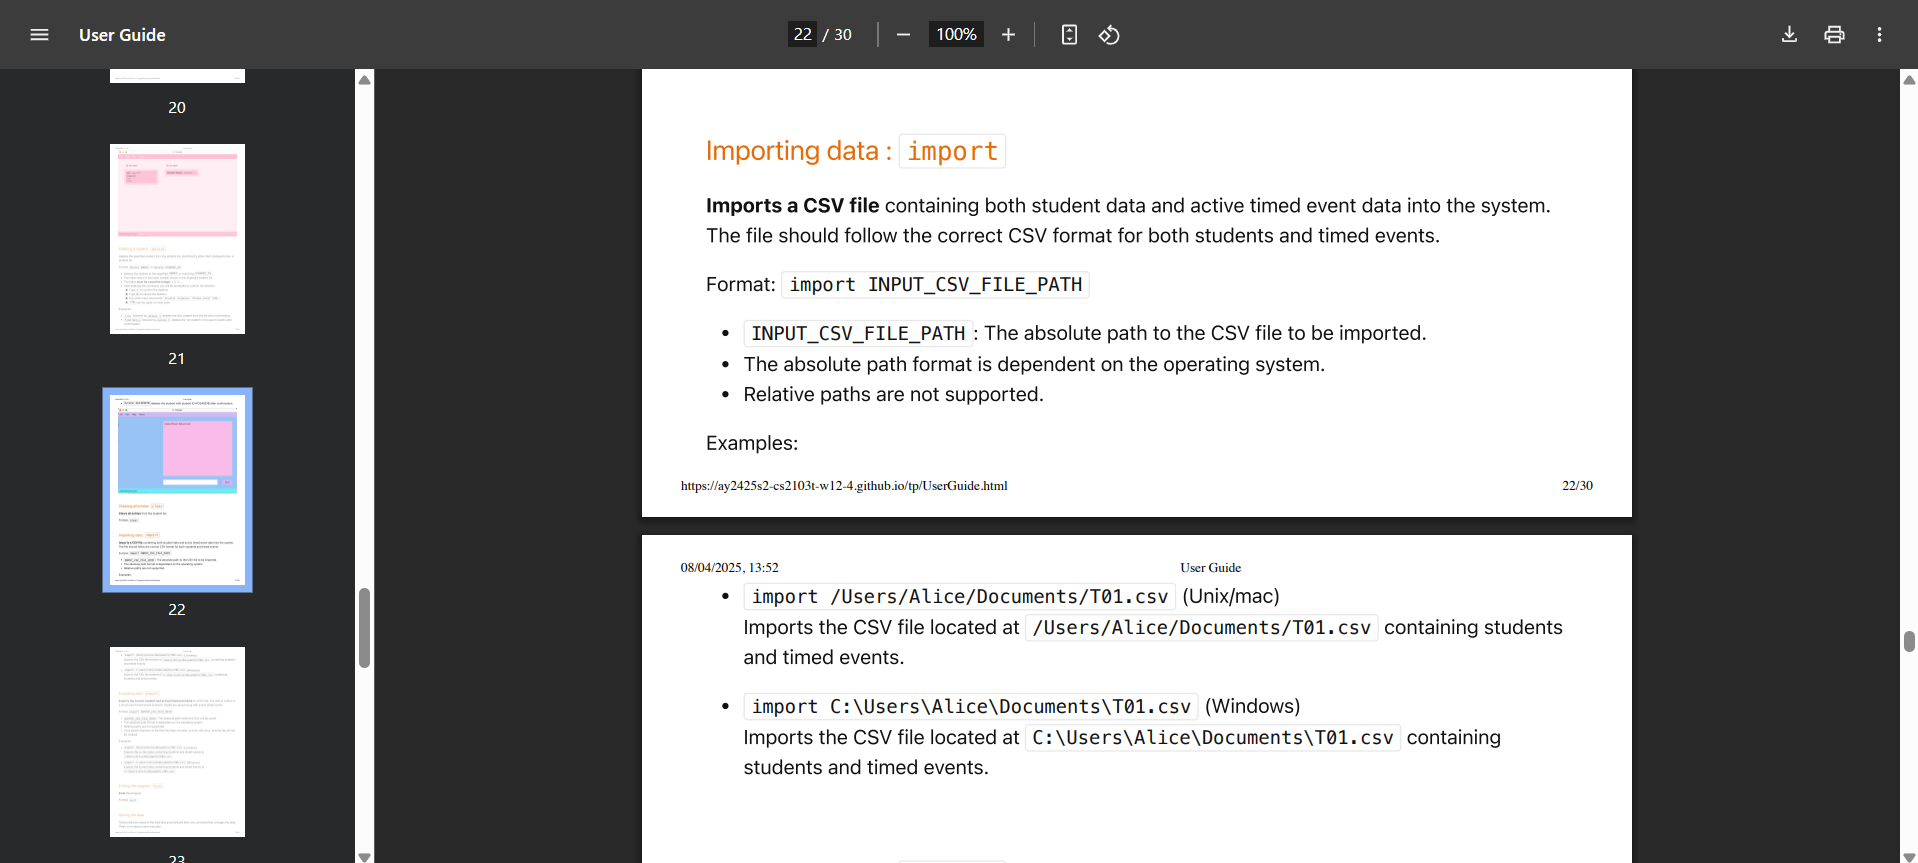 User Guide
22 / 30
100%
20
21
22
23
Importing data : import
Imports a CSV file containing both student data and active timed event data into the system.
The file should follow the correct CSV format for both students and timed events.
Format: import INPUT_CSV_FILE_PATH
• INPUT_CSV_FILE_PATH : The absolute path to the CSV file to be imported.
• The absolute path format is dependent on the operating system.
• Relative paths are not supported.
Examples:
https://ay2425s2-cs2103t-w12-4.github.io/tp/UserGuide.html 22/30
08/04/2025, 13:52 User Guide
• import /Users/Alice/Documents/T01.csv (Unix/mac)
Imports the CSV file located at /Users/Alice/Documents/T01.csv containing students
and timed events.
• import C:\Users\Alice\Documents\T01.csv (Windows)
Imports the CSV file located at C:\Users\Alice\Documents\T01.csv containing
students and timed events.